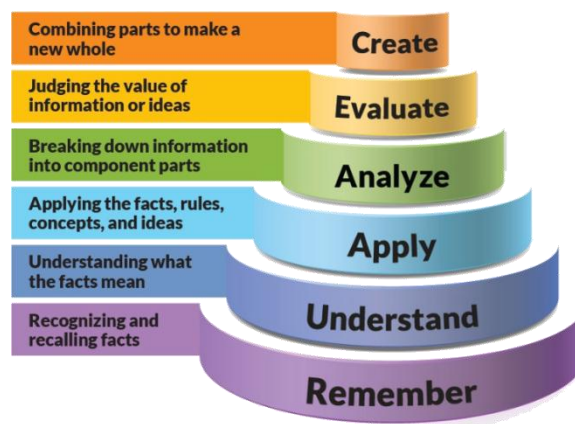 Combining parts to make a
new whole
Create
Judging the value of
information or ideas
Evaluate
Breaking down information
into component parts
Analyze
Applying the facts, rules,
concepts, and ideas
Apply
Understanding what
the facts mean
Understand
Recognizing and
recalling facts
Remember